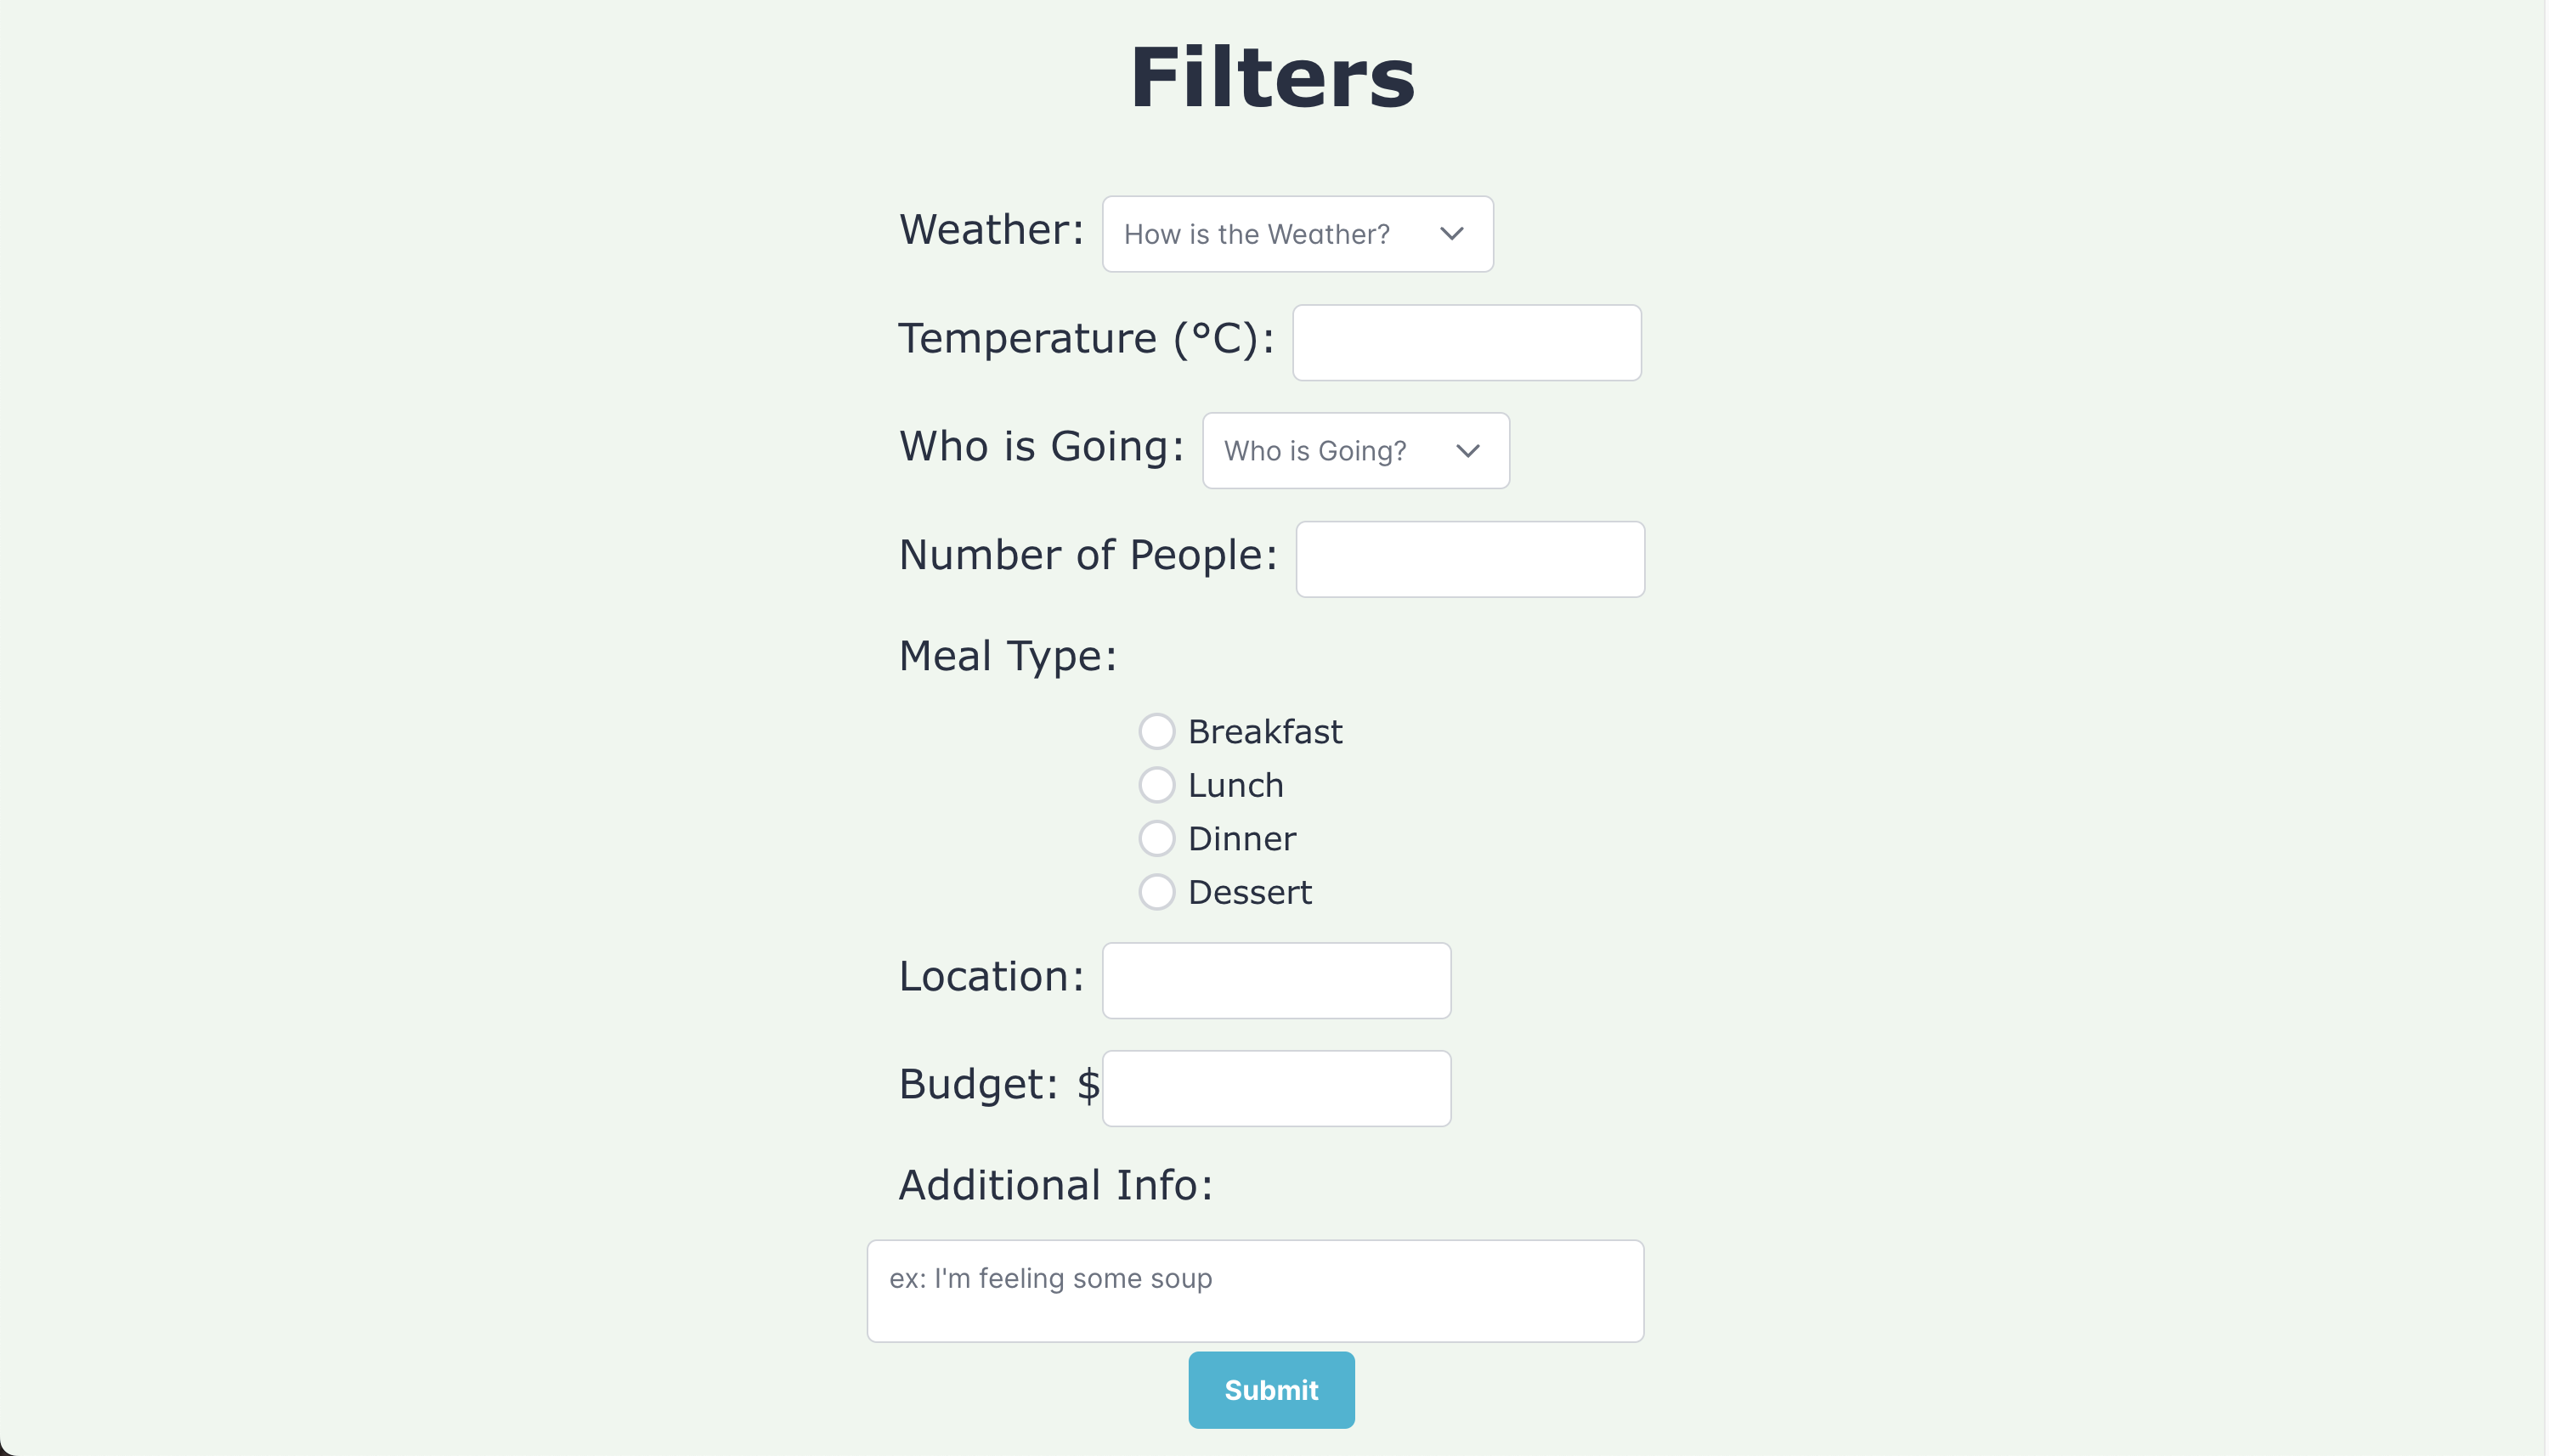 Filters
Weather: How is the Weather?
Temperature (°C):
Who is Going: Who is Going?
Number of People:
Meal Type:
Breakfast
Lunch
Dinner
Dessert
Location:
Budget: $
Additional Info:
ex: I'm feeling some soup
Submit